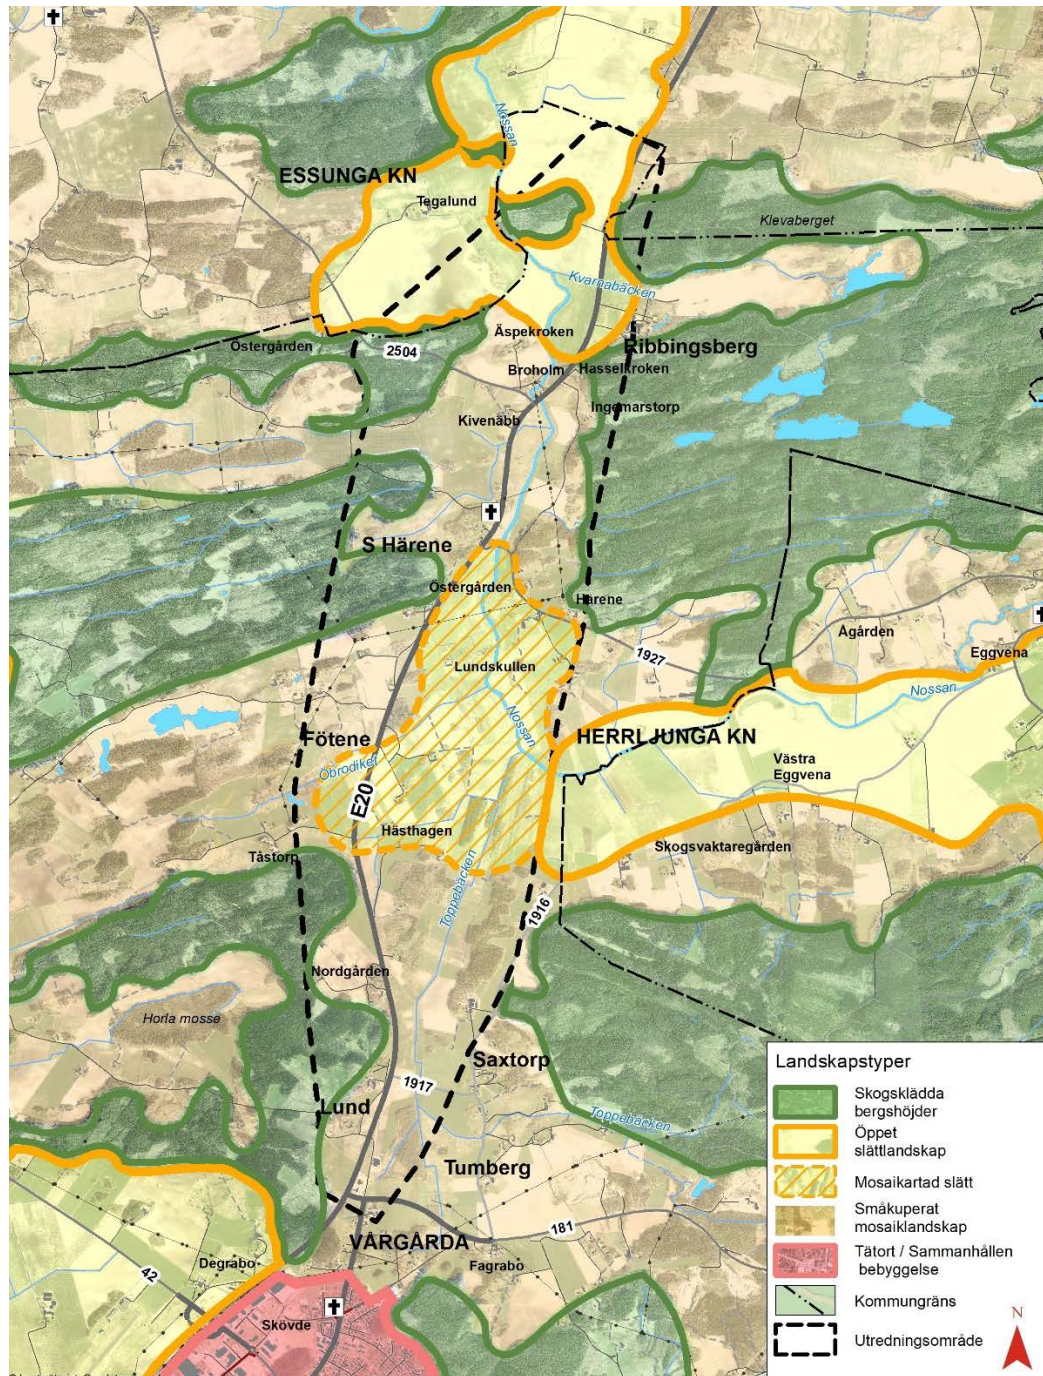 Nossan
ESSUNGA KN
Tegalund
Klevaberget
Kvarnabäcken
Äspekroken
Östergården
2504
Ribbingsberg
Broholm
Hasselkroken
Ingemarstorp
Kivenäbb
S Härene
Östergården
Härene
Ågården
1927
Eggvena
Lundskullen
Nossan
Nossan
Fötene
HERRLJUNGA KN
Öbrodiket
Västra
Eggvena
E20
Hästhagen
Skogsvaktaregården
Tåstorp
Toppebäcken
1916
Nordgården
Horla mosse
Saxtorp
1917
Lund
Toppebäcken
Tumberg
181
VÅRGÅRDA
Degrabo
Fagrabo
42
Skövde
Landskapstyper
Skogsklädda
bergshöjder
Öppet
slättlandskap
Mosaikartad slätt
Småkuperat
mosaiklandskap
Tätort / Sammanhållen
bebyggelse
Kommungräns
Utredningsområde
N